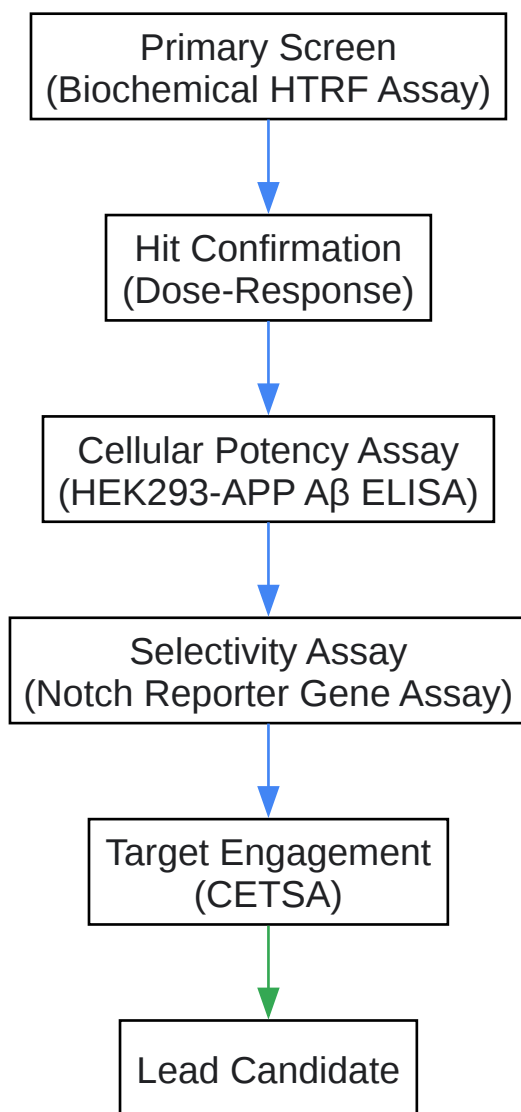 Primary Screen
(Biochemical HTRF Assay)
Hit Confirmation
(Dose-Response)
Cellular Potency Assay
(HEK293-APP Aβ ELISA)
Selectivity Assay
(Notch Reporter Gene Assay)
Target Engagement
(CETSA)
Lead Candidate